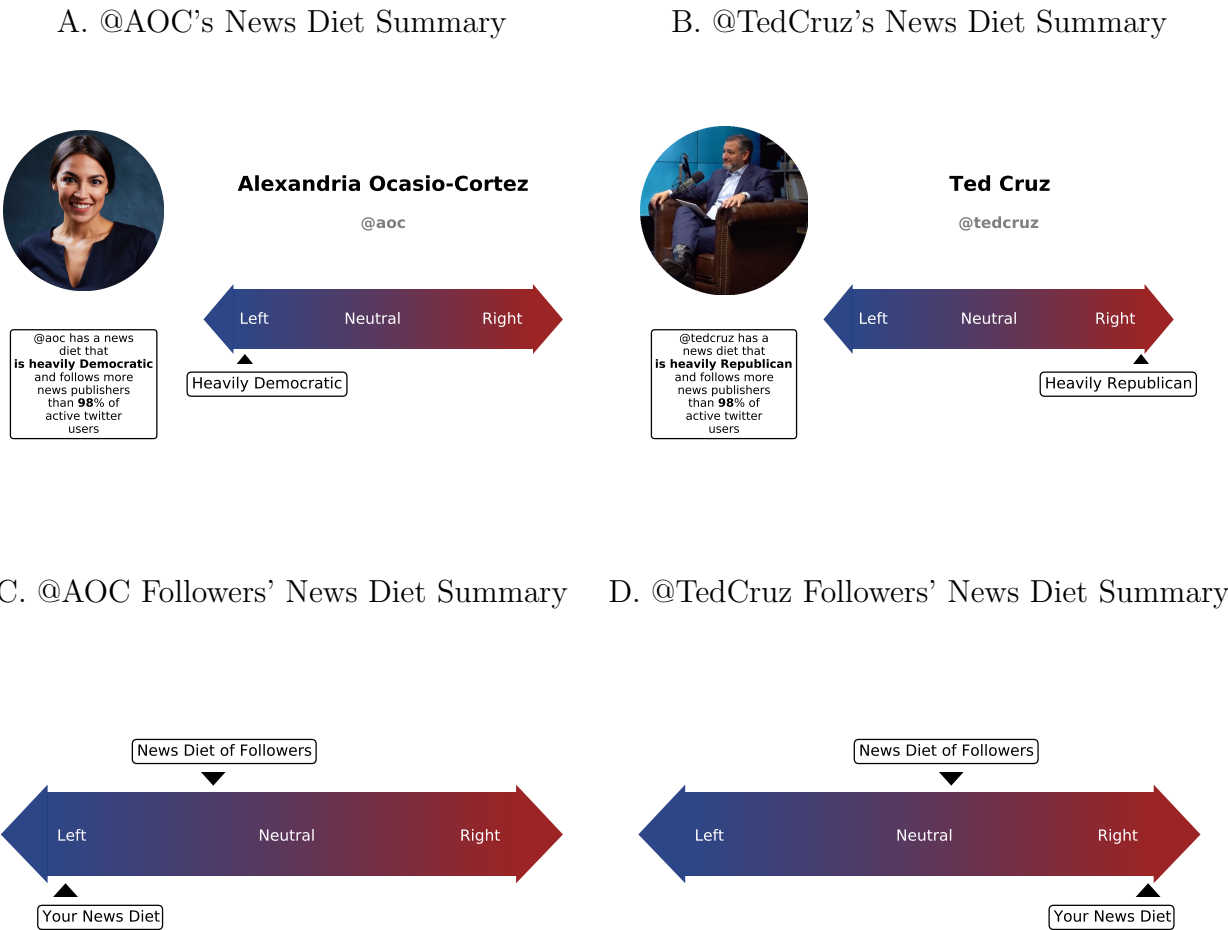 A. @AOC's News Diet Summary
B. @TedCruz's News Diet Summary
Alexandria Ocasio-Cortez
@aoc
Left Neutral Right
Heavily Democratic
@aoc has a news
diet that
is heavily Democratic
and follows more
news publishers
than 98% of
active twitter
users
Ted Cruz
@tedcruz
Left Neutral Right
Heavily Republican
@tedcruz has a
news diet that
is heavily Republican
and follows more
news publishers
than 98% of
active twitter
users
C. @AOC Followers' News Diet Summary
D. @TedCruz Followers' News Diet Summary
News Diet of Followers
Left Neutral Right
Your News Diet
News Diet of Followers
Left Neutral Right
Your News Diet